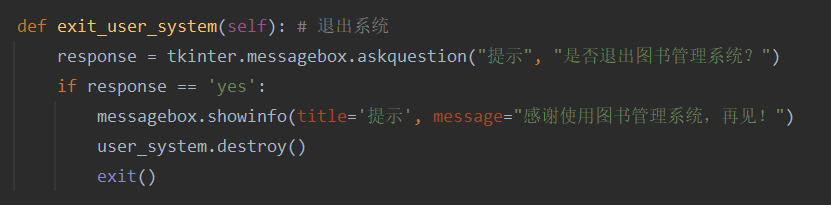 def exit_user_system(self): # 退出系统
response = tkinter.messagebox.askquestion("提示", "是否退出图书管理系统？")
if response == 'yes':
messagebox.showinfo(title='提示', message="感谢使用图书管理系统，再见！")
user_system.destroy()
exit()